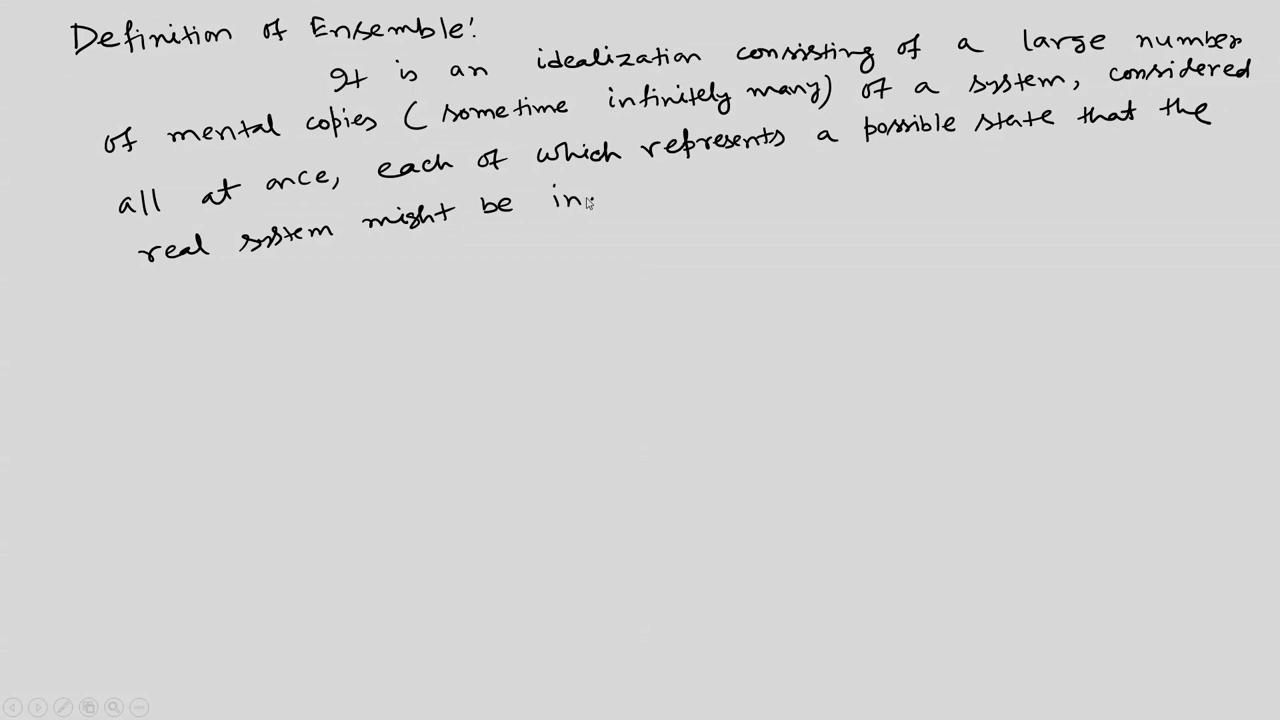 Definition of Ensemble!
It is an idealization consisting of a large number
of mental copies (sometime infinitely many) of a system, considered
all at once, each of which represents a possible state that the
real system might be in